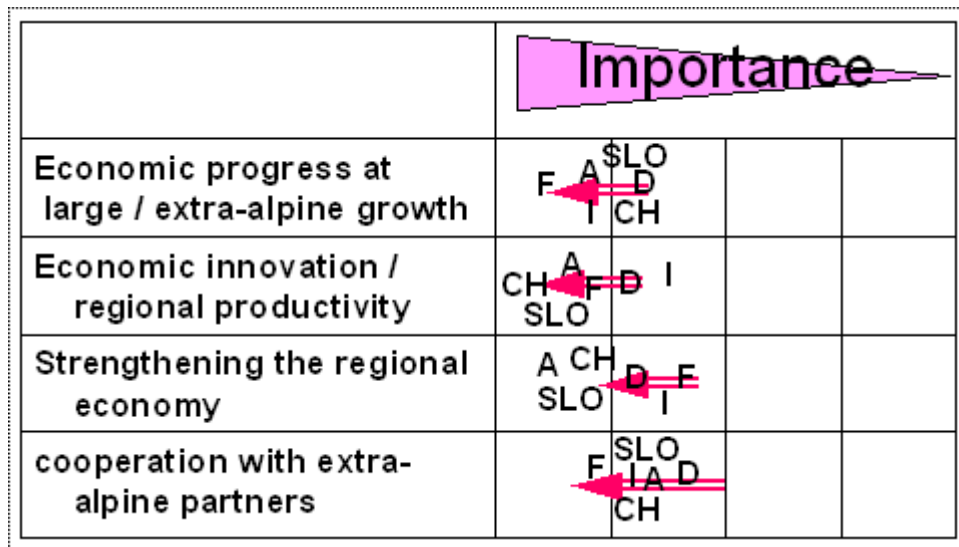 Importance
Economic progress at
large / extra-alpine growth
SLO
A
F D
I CH
Economic innovation /
regional productivity
A
CH F D I
SLO
Strengthening the regional
economy
A CH
D F
SLO I
cooperation with extra-
alpine partners
SLO
F I A D
CH